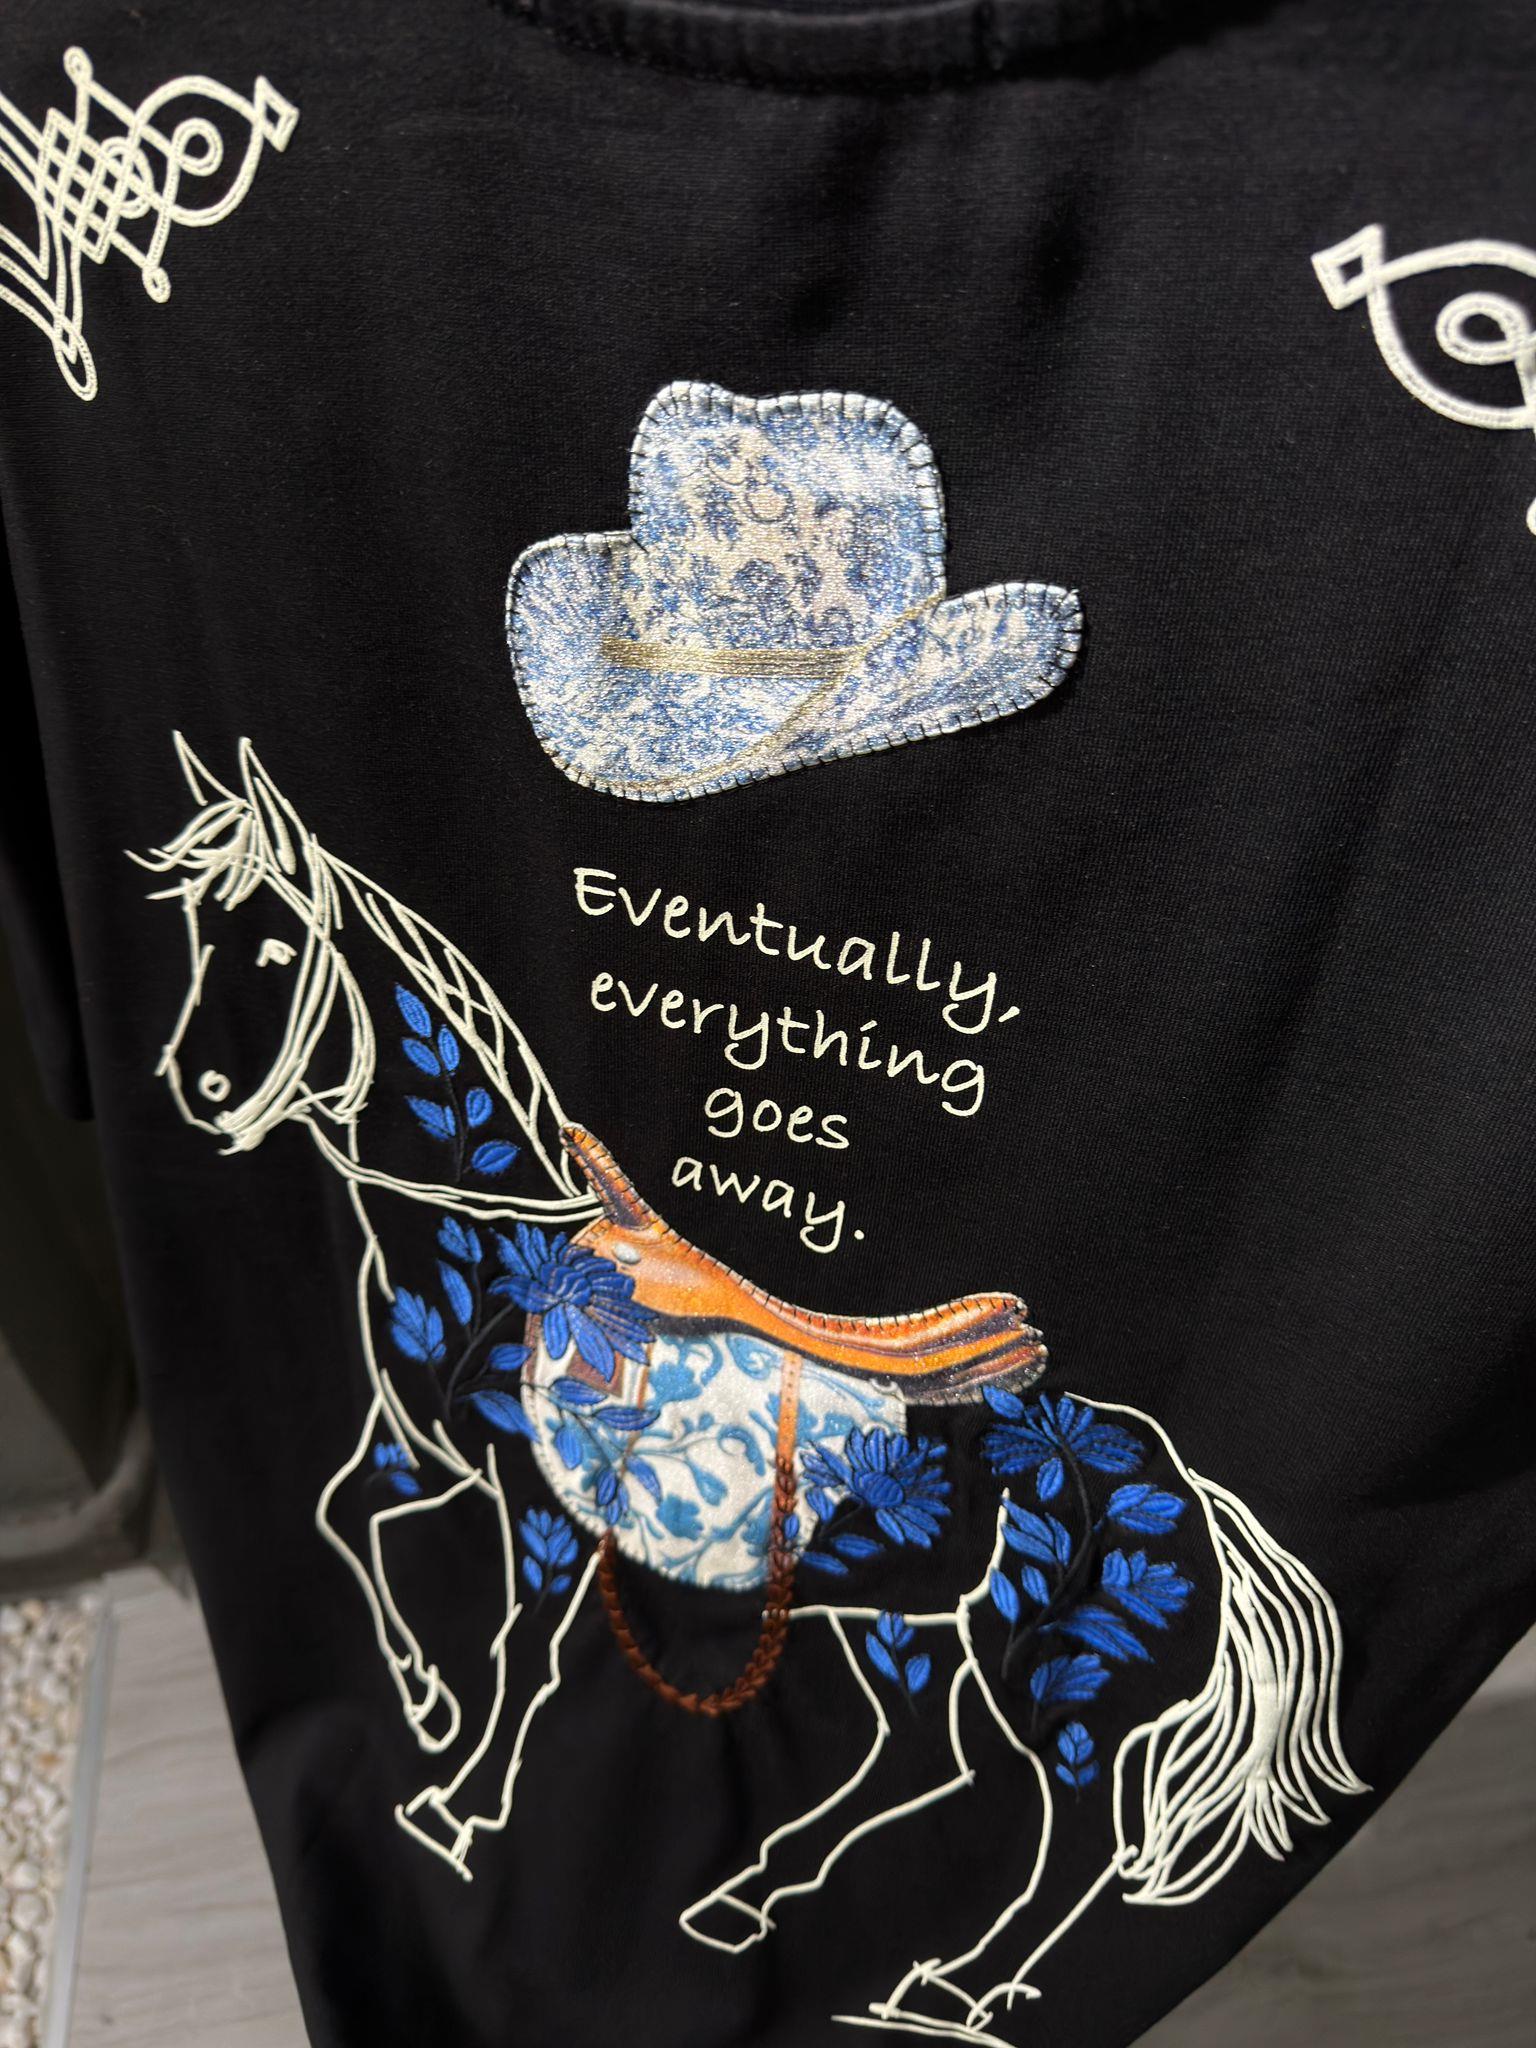 Eventually,
everything
goes
away.